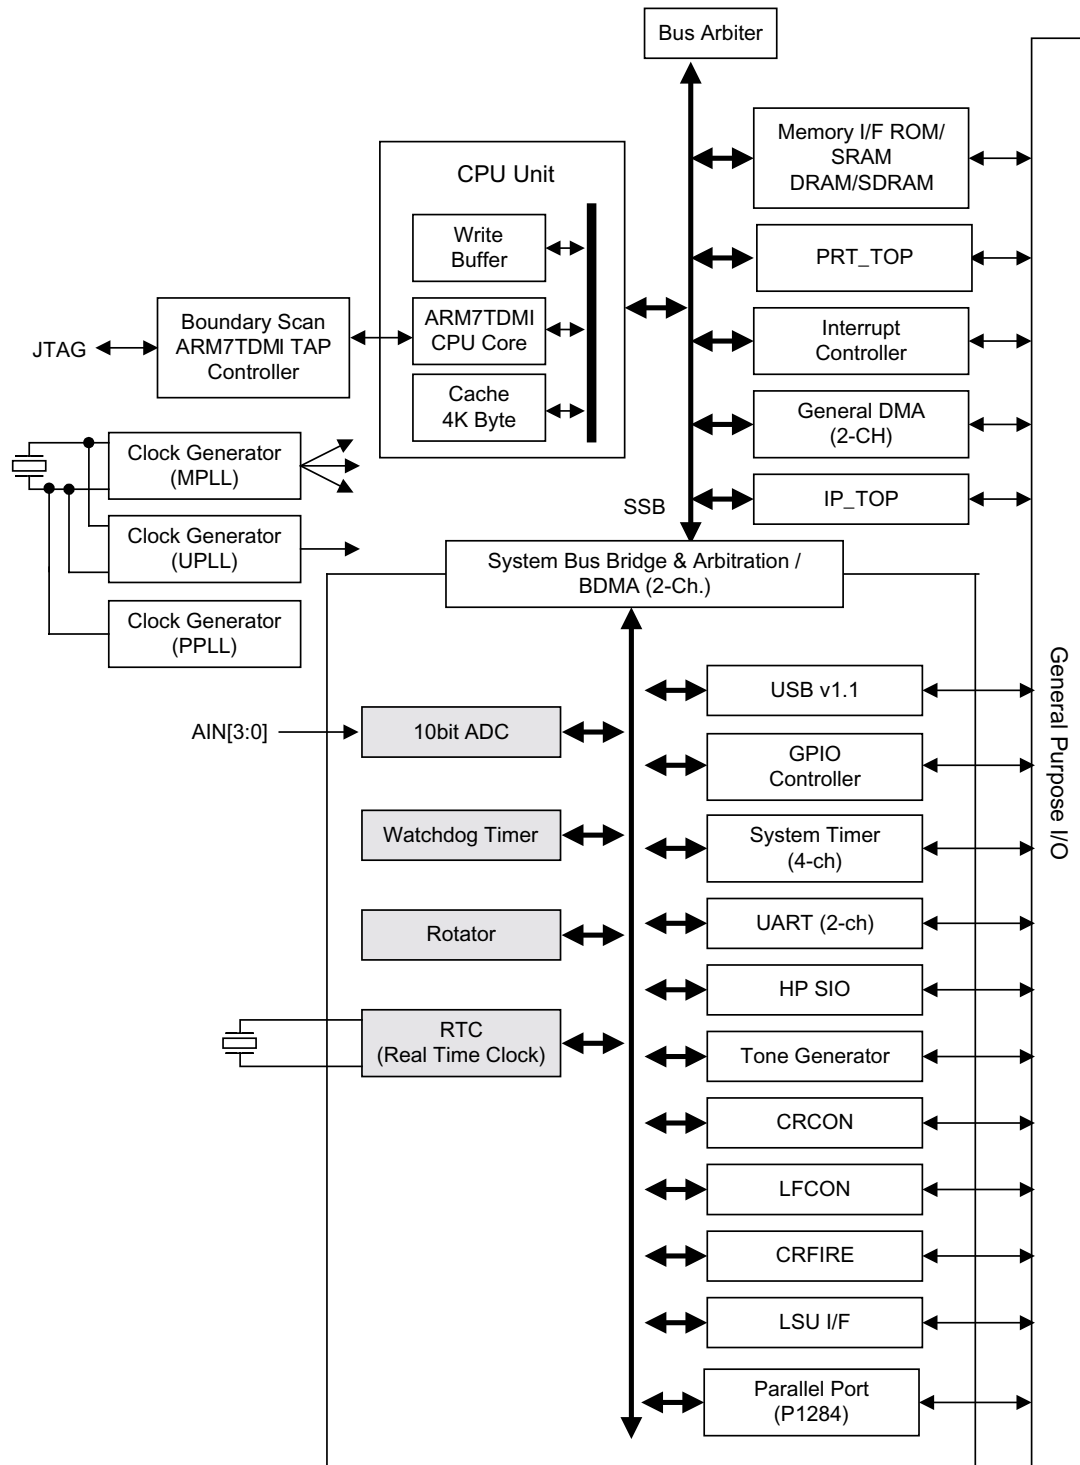 Bus Arbiter
Memory I/F ROM/
SRAM
DRAM/SDRAM
CPU Unit
Write
Buffer
PRT_TOP
Boundary Scan
ARM7TDMI TAP
Controller
JTAG
ARM7TDMI
CPU Core
Interrupt
Controller
Cache
4K Byte
General DMA
(2-CH)
Clock Generator
(MPLL)
SSB
IP_TOP
Clock Generator
(UPLL)
System Bus Bridge & Arbitration /
BDMA (2-Ch.)
Clock Generator
(PPLL)
General Purpose I/O
USB v1.1
AIN[3:0]
10bit ADC
GPIO
Controller
Watchdog Timer
System Timer
(4-ch)
Rotator
UART (2-ch)
HP SIO
RTC
(Real Time Clock)
Tone Generator
CRCON
LFCON
CRFIRE
LSU I/F
Parallel Port
(P1284)